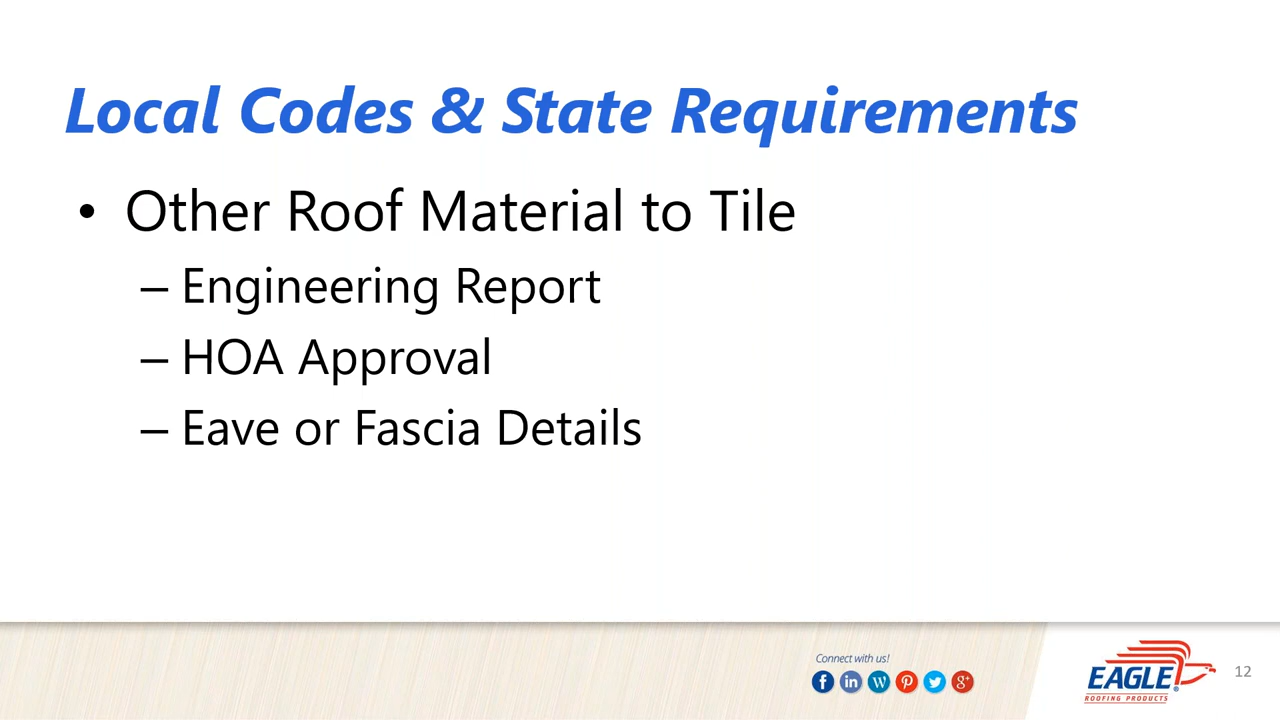 Local Codes & State Requirements
• Other Roof Material to Tile
– Engineering Report
– HOA Approval
– Eave or Fascia Details
Connect with us!
f in W P g+
EAGLE®
ROOFING PRODUCTS
12